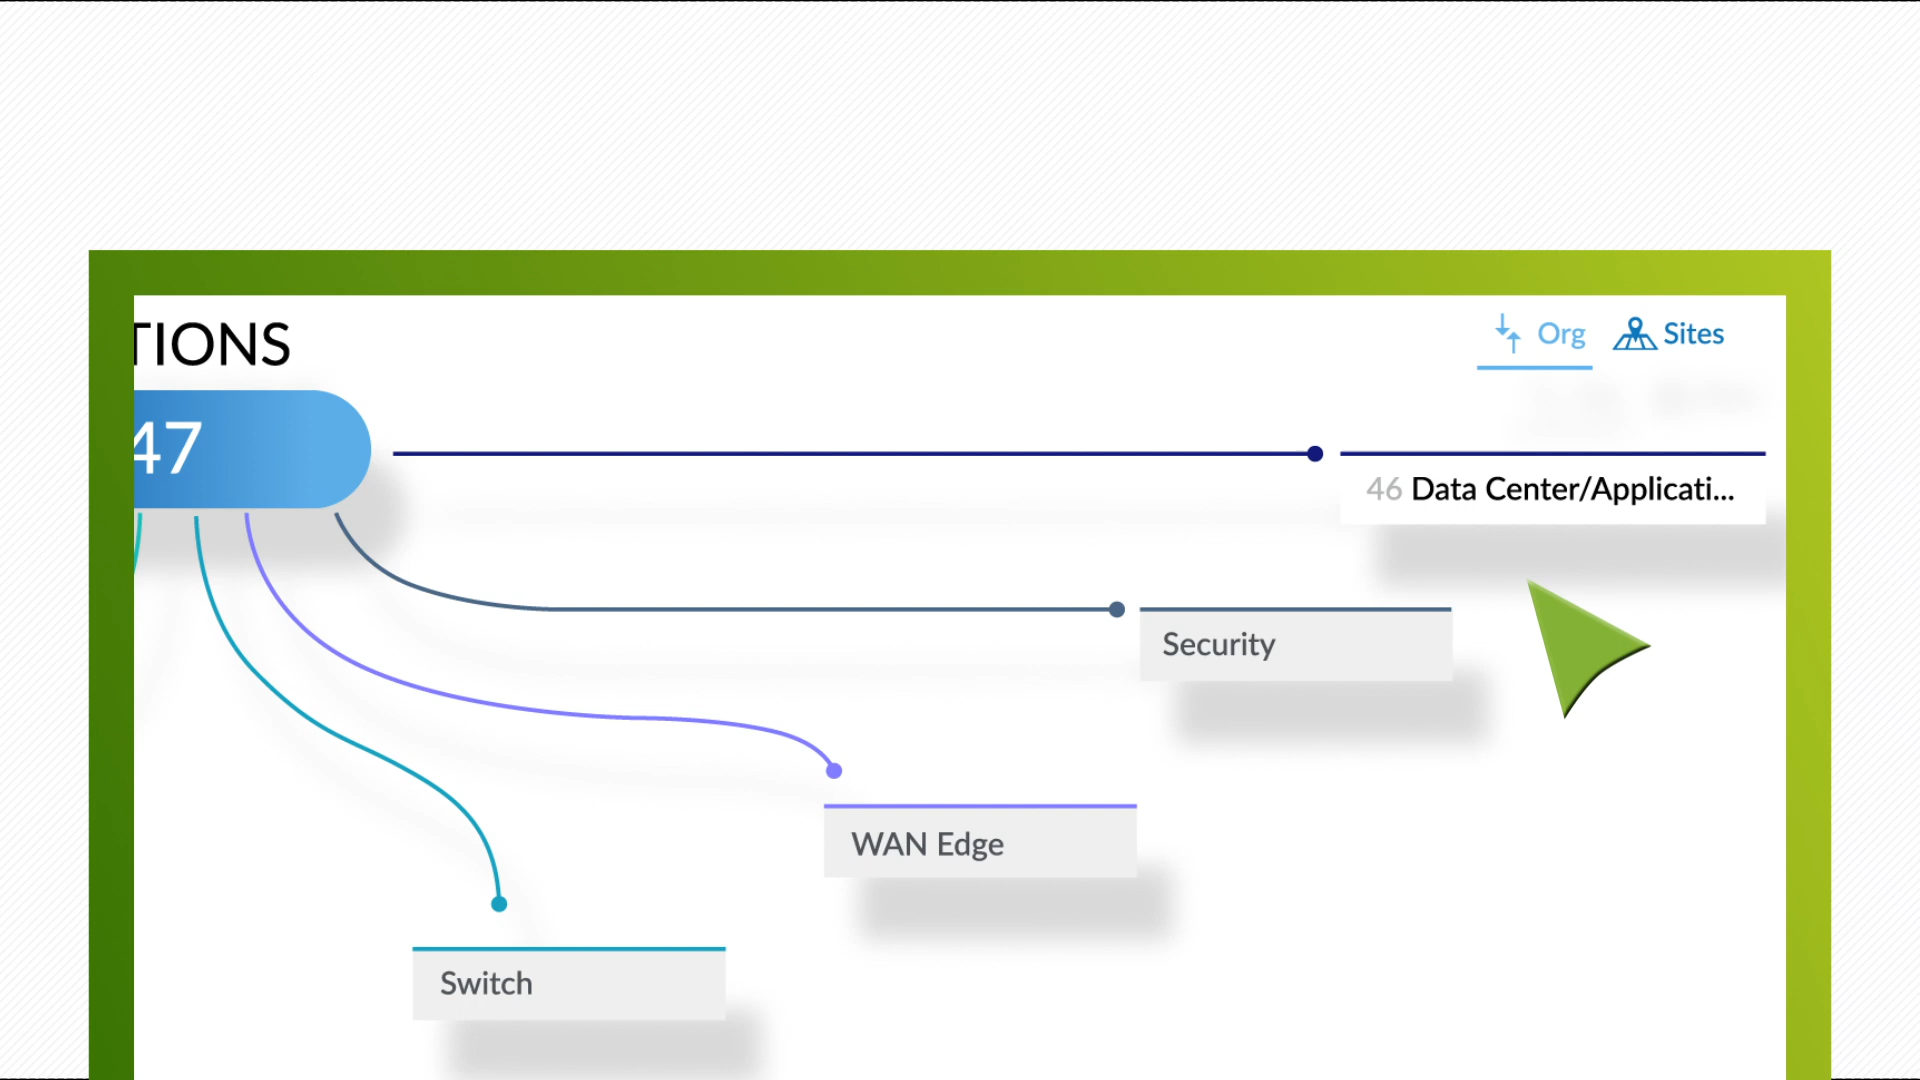 TIONS
Org
Sites
47
46 Data Center/Applicati...
Security
WAN Edge
Switch